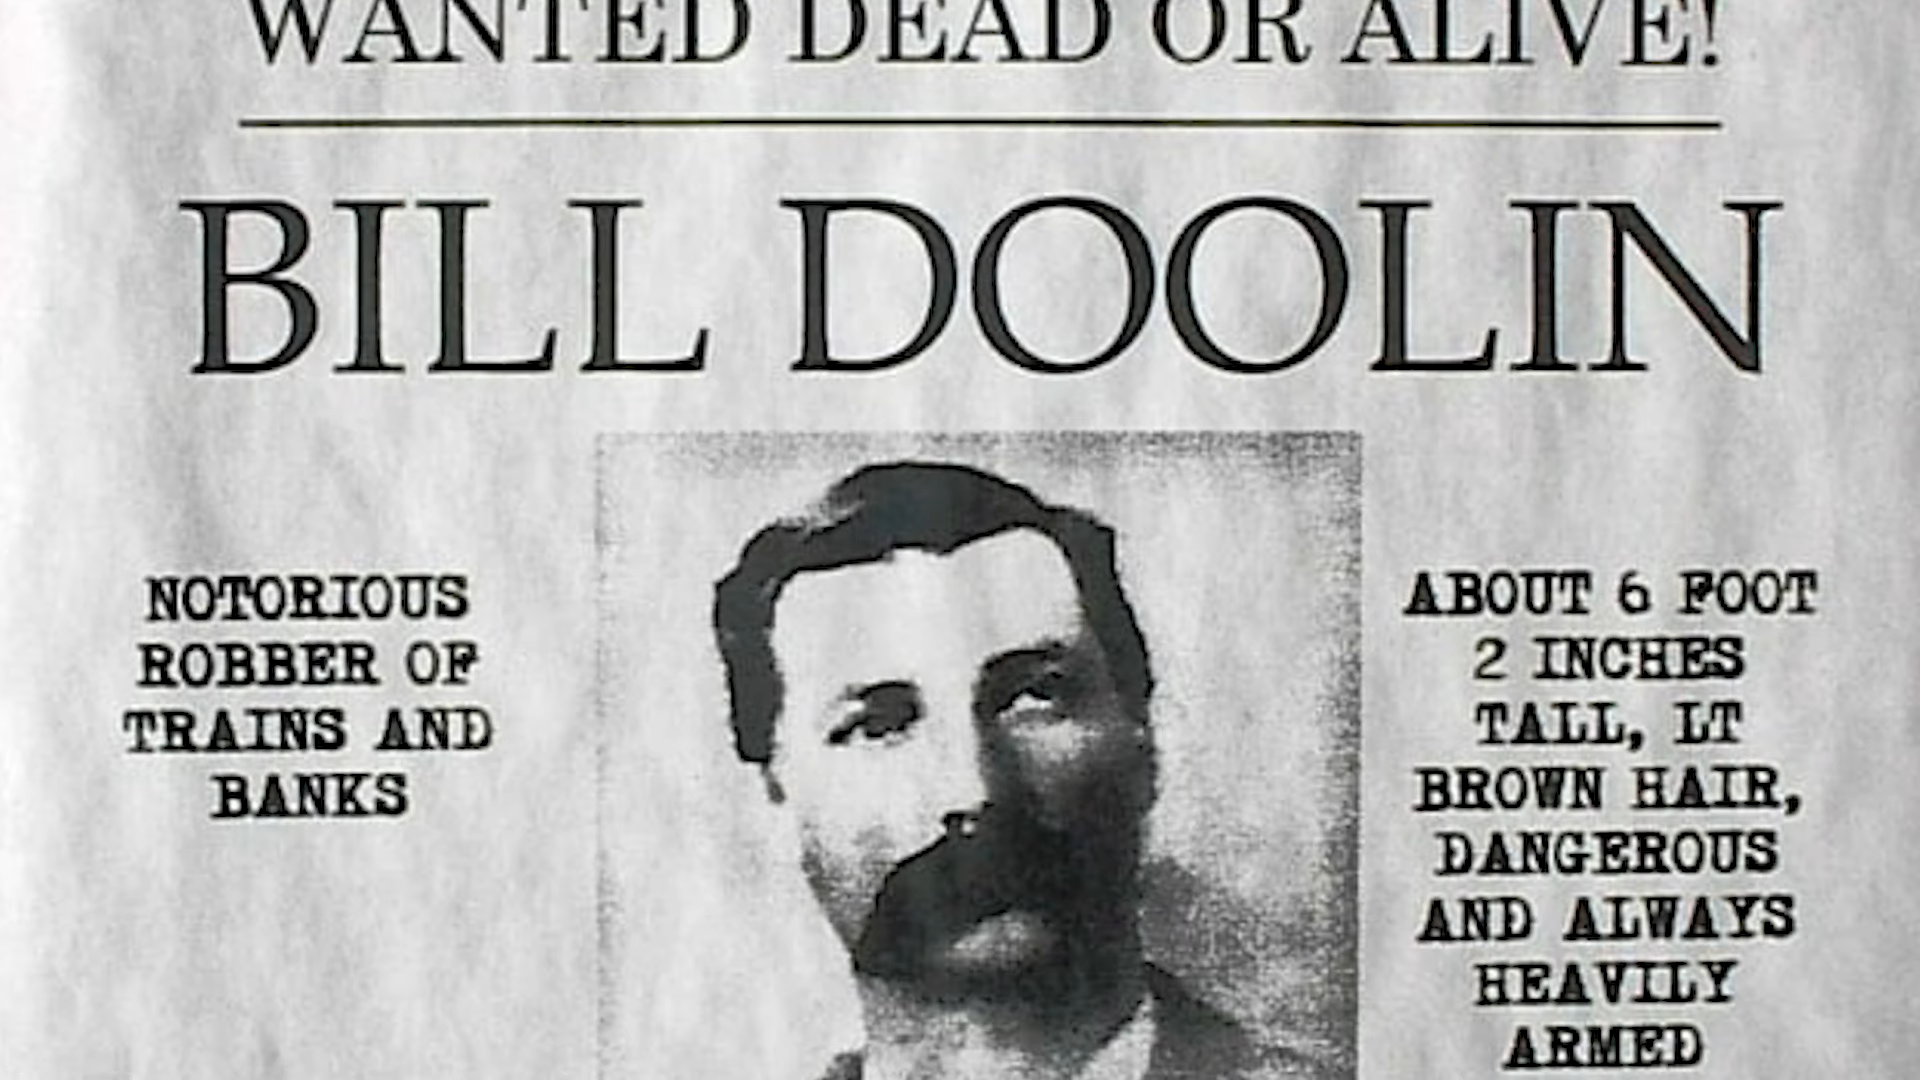 WANTED DEAD OR ALIVE!
BILL DOOLIN
NOTORIOUS
ROBBER OF
TRAINS AND
BANKS
ABOUT 6 FOOT
2 INCHES
TALL, LT
BROWN HAIR,
DANGEROUS
AND ALWAYS
HEAVILY
ARMED